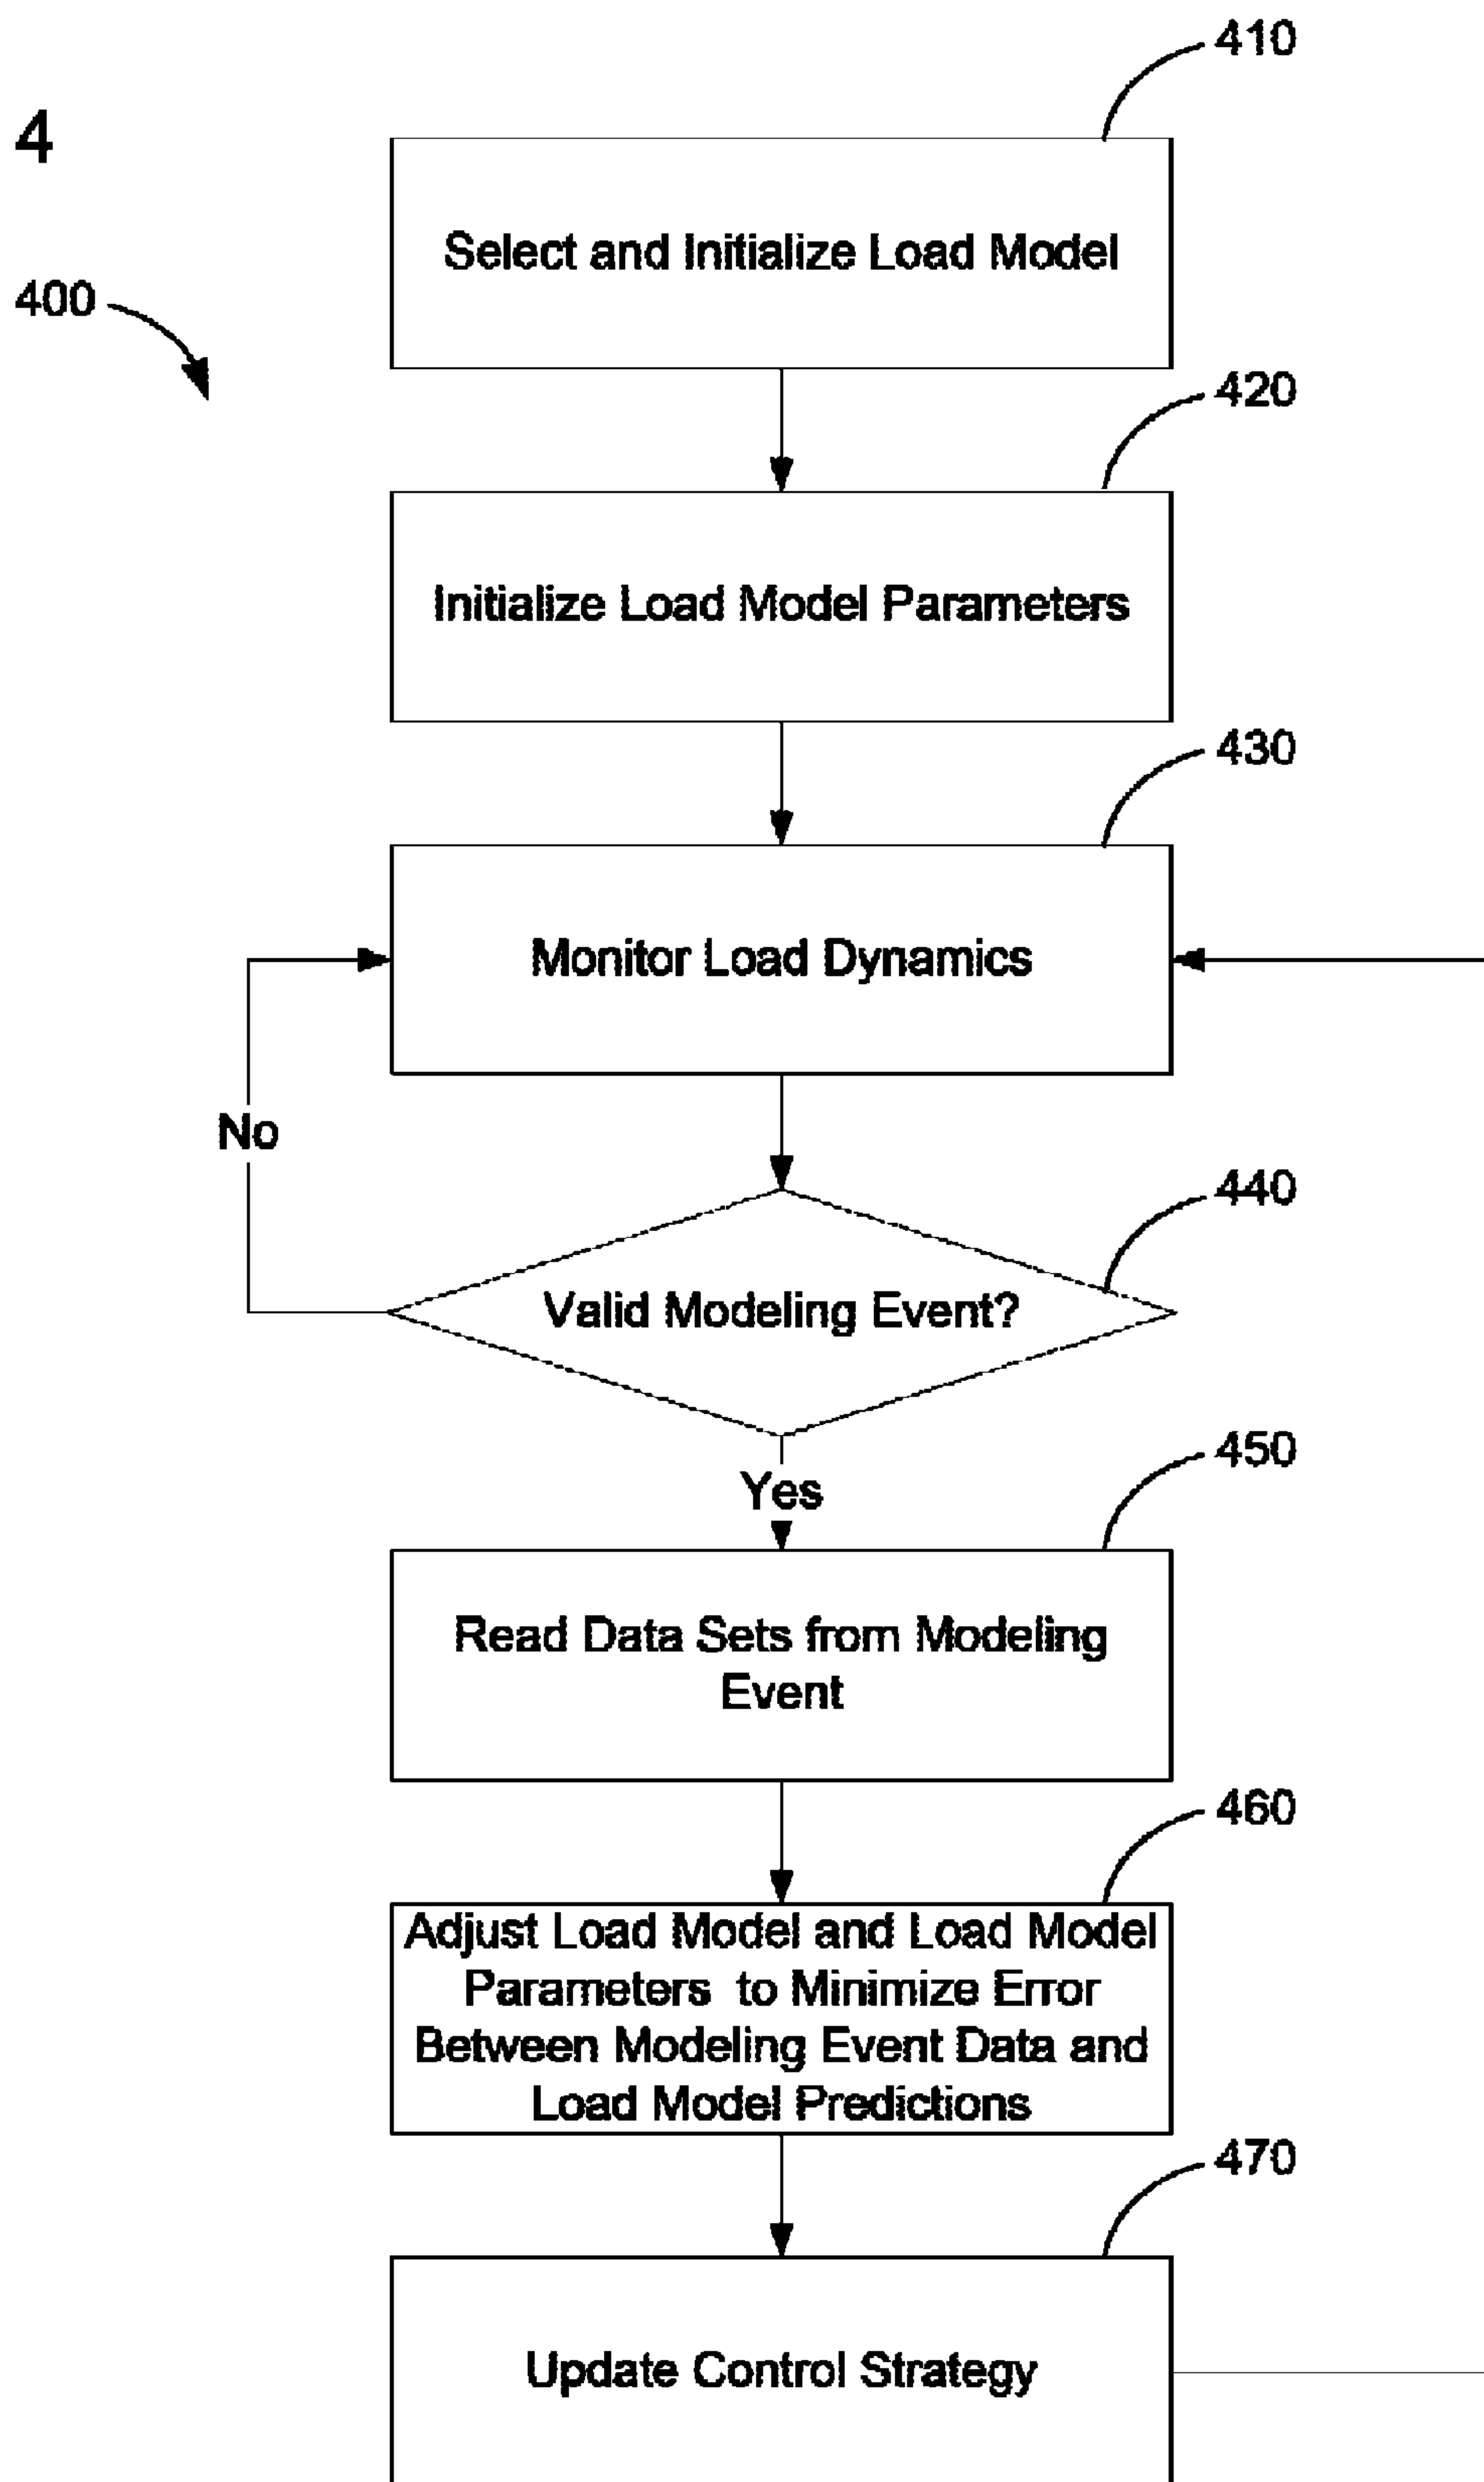 410
4
Select and Initialize Load Model
400
420
Initialize Load Model Parameters
430
Monitor Load Dynamics
No
440
Valid Modeling Event?
450
Yes
Read Data Sets from Modeling
Event
460
Adjust Load Model and Load Model
Parameters to Minimize Error
Between Modeling Event Data and
Load Model Predictions
470
Update Control Strategy